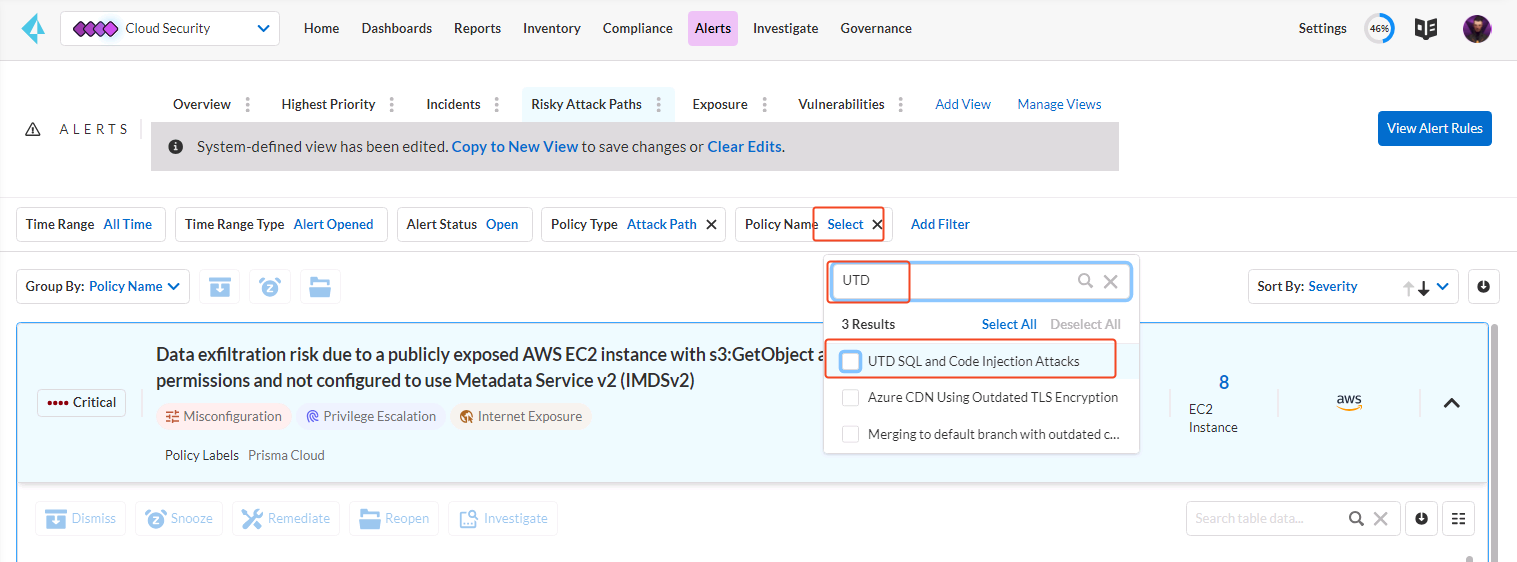 Cloud Security Home Dashboards Reports Inventory Compliance Alerts Investigate Governance Settings 46%
Overview Highest Priority Incidents Risky Attack Paths Exposure Vulnerabilities Add View Manage Views
ALERTS
View Alert Rules
System-defined view has been edited. Copy to New View to save changes or Clear Edits.
Time Range All Time Time Range Type Alert Opened Alert Status Open Policy Type Attack Path Policy Name Select Add Filter
Group By: Policy Name
Sort By: Severity
UTD
3 Results Select All Deselect All
UTD SQL and Code Injection Attacks
Azure CDN Using Outdated TLS Encryption
Merging to default branch with outdated c...
Critical
Data exfiltration risk due to a publicly exposed AWS EC2 instance with s3:GetObject a
permissions and not configured to use Metadata Service v2 (IMDSv2)
Misconfiguration Privilege Escalation Internet Exposure
Policy Labels Prisma Cloud
8
EC2
Instance
aws
Dismiss Snooze Remediate Reopen Investigate
Search table data...